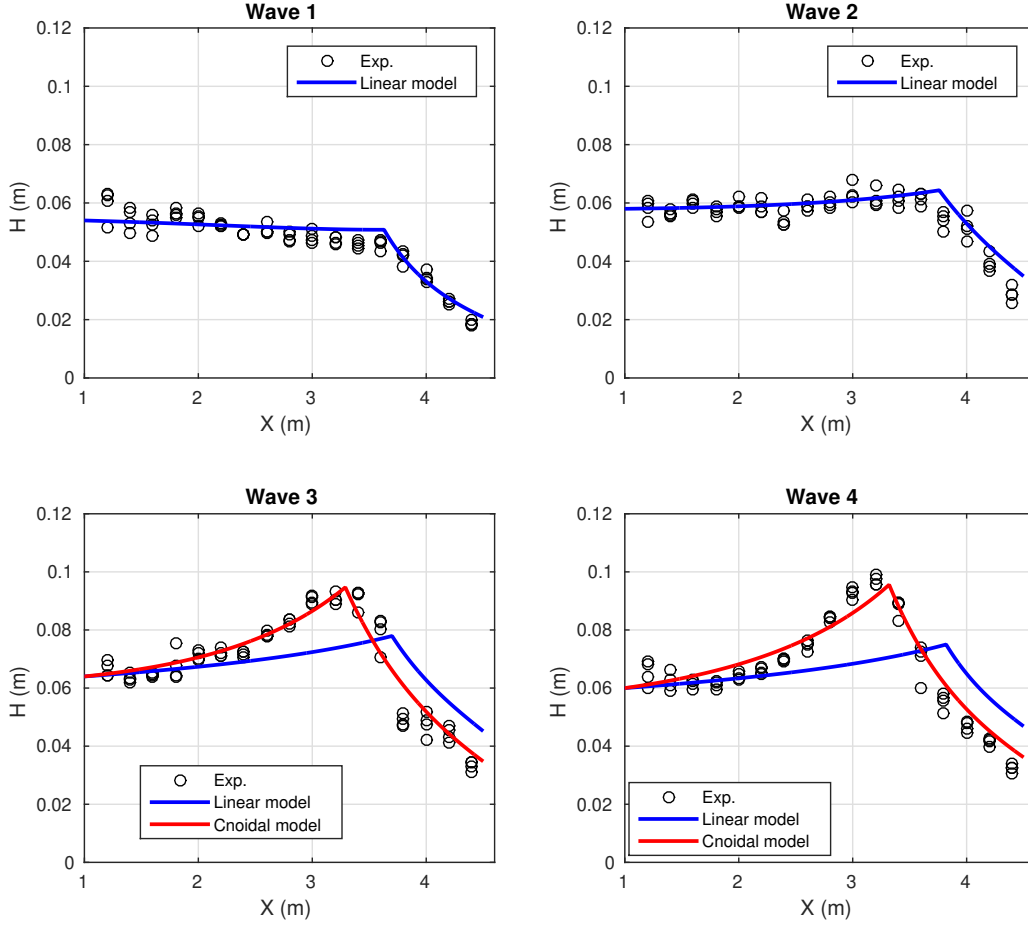 Wave 1
0.12
0.1
0.08
0.06
0.04
0.02
0
H (m)
1
2
3
4
X (m)
Exp.
Linear model
Wave 2
0.12
0.1
0.08
0.06
0.04
0.02
0
H (m)
1
2
3
4
X (m)
Exp.
Linear model
Wave 3
0.12
0.1
0.08
0.06
0.04
0.02
0
H (m)
1
2
3
4
X (m)
Exp.
Linear model
Cnoidal model
Wave 4
0.12
0.1
0.08
0.06
0.04
0.02
0
H (m)
1
2
3
4
X (m)
Exp.
Linear model
Cnoidal model